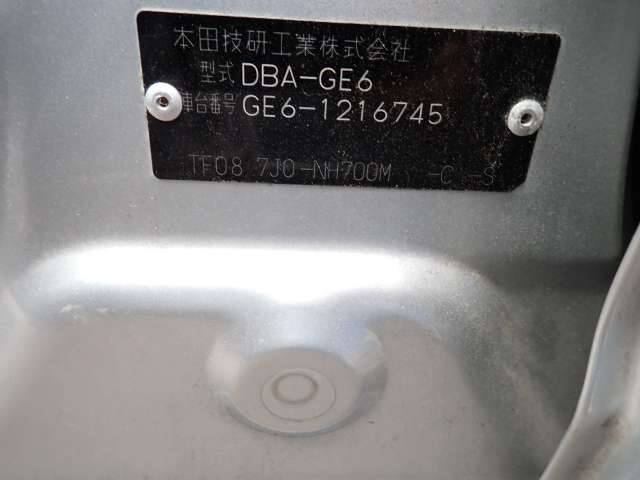 本田技研工業株式会社
型式 DBA-GE6
車台番号 GE6-1216745
TF08 7J0-NH700M -C -S